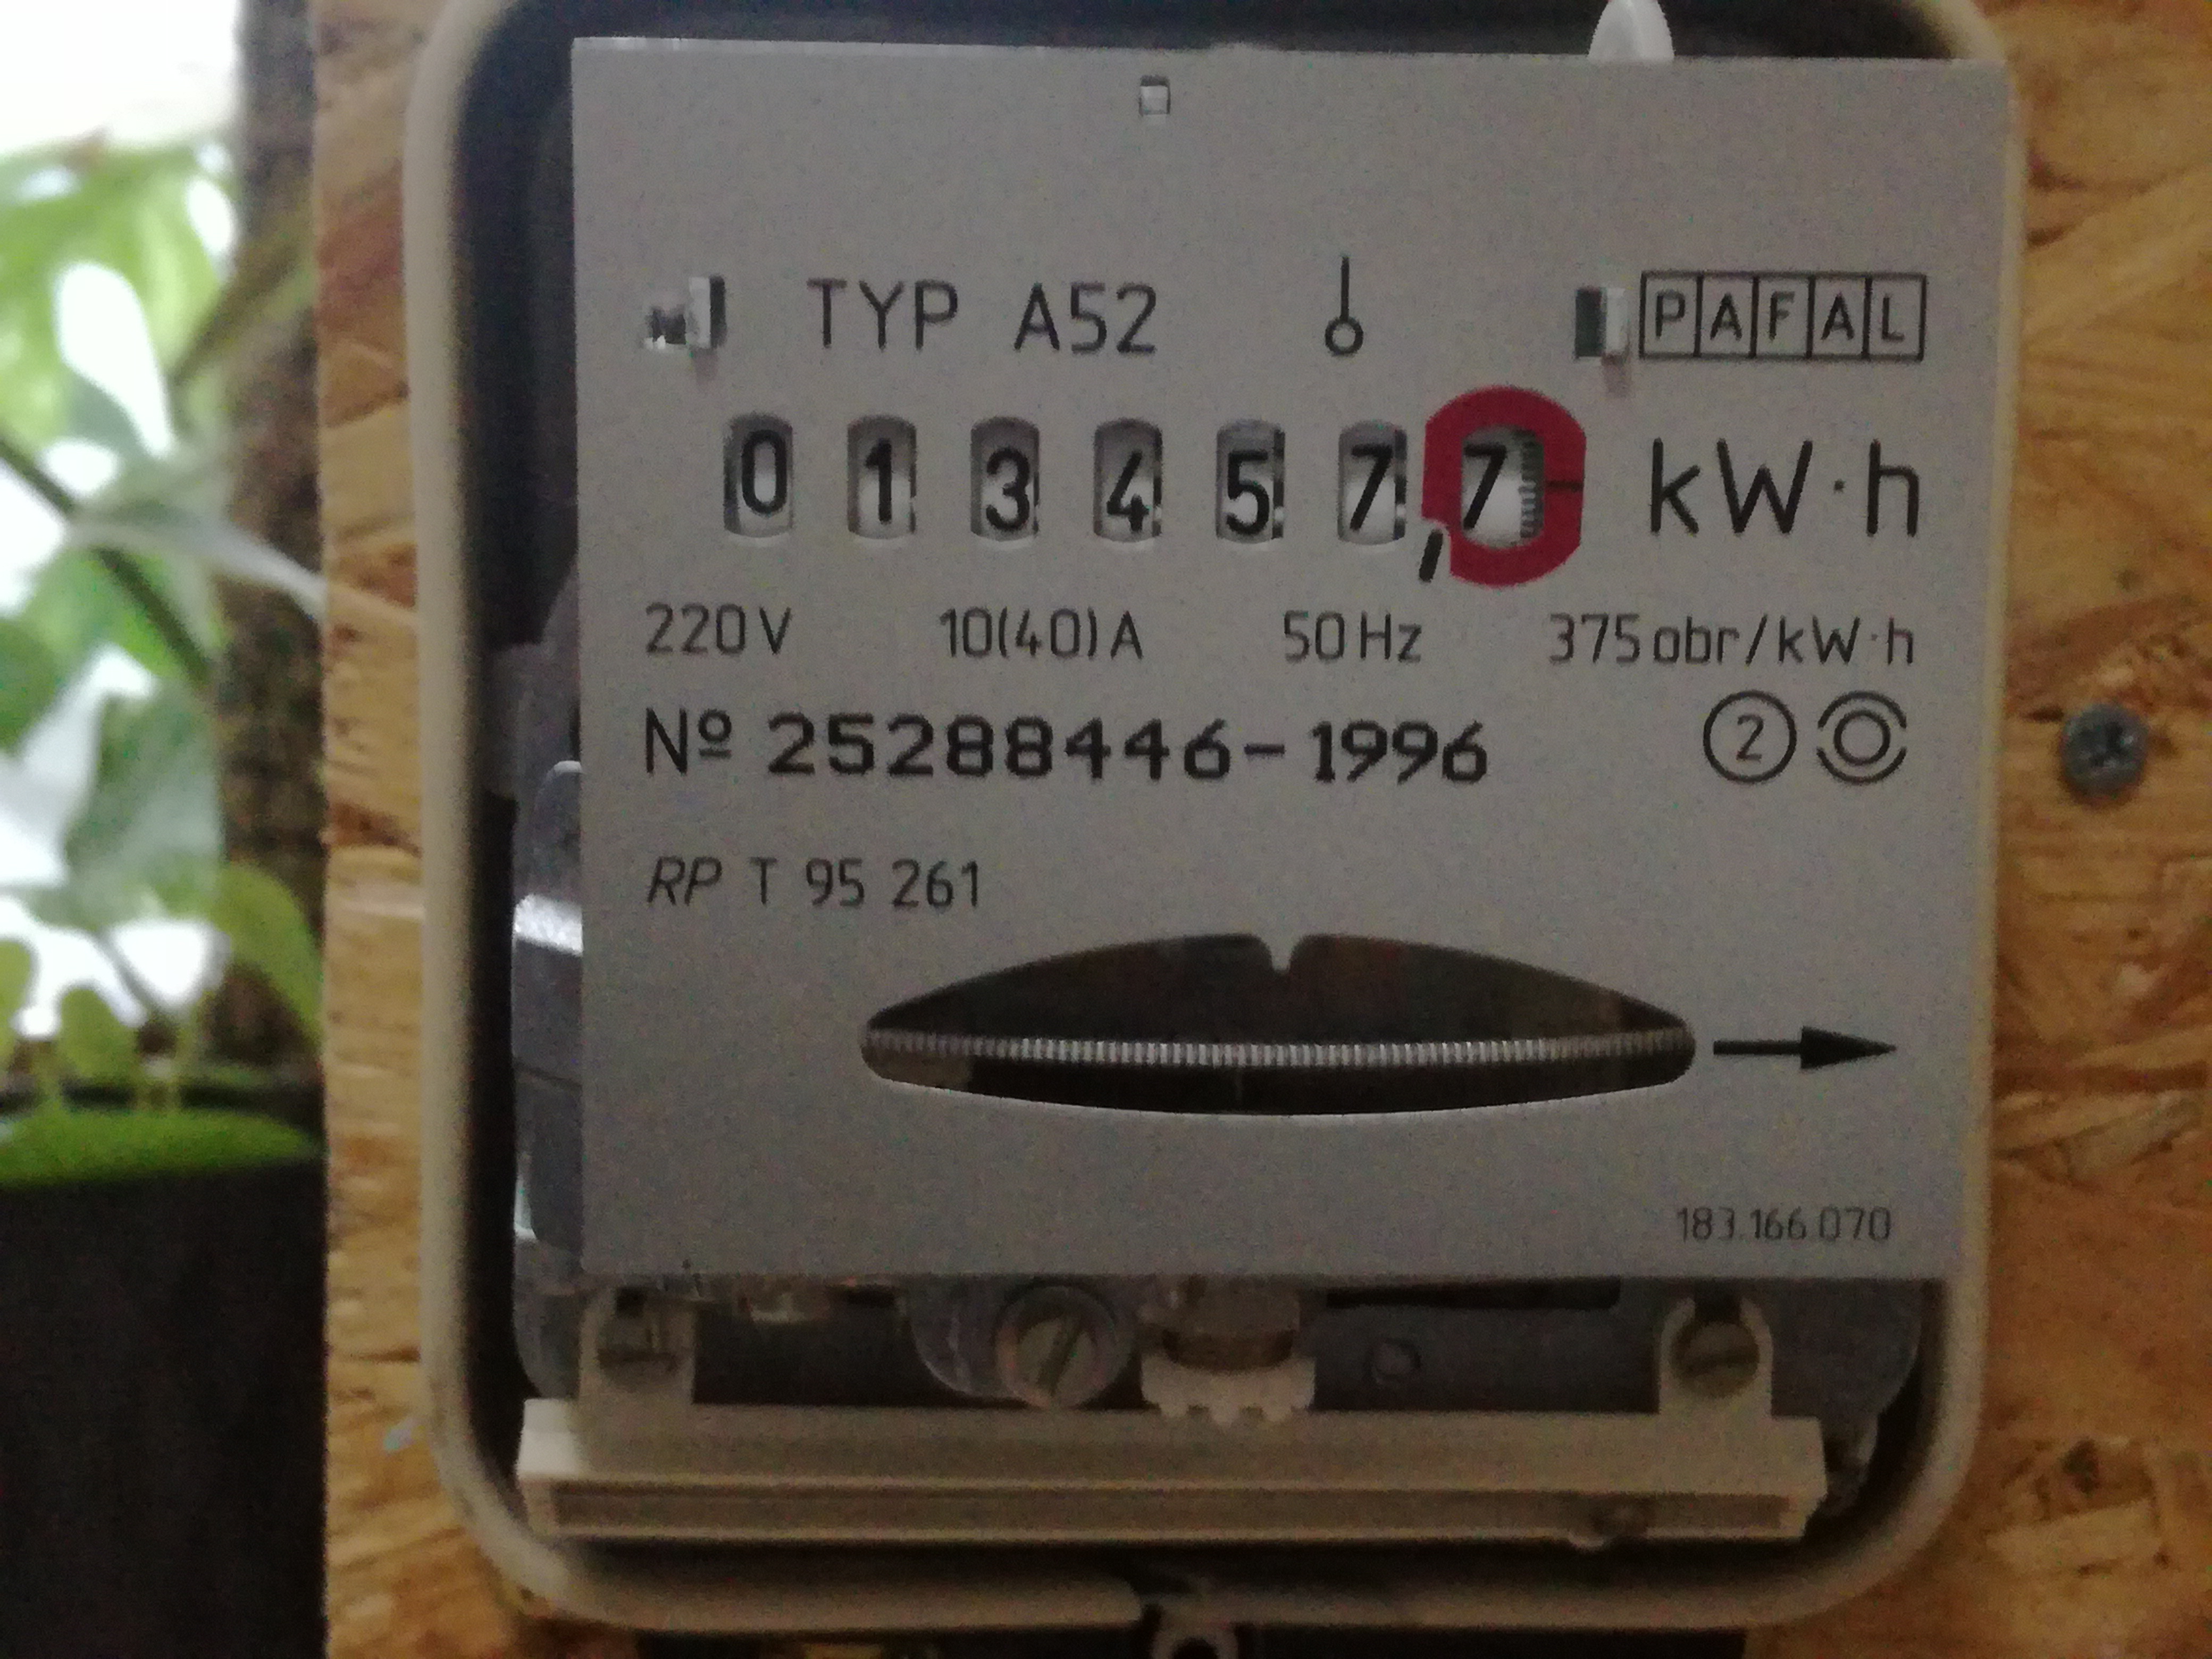 TYP A52 PAFAL
013457,7 kW·h
220V 10(40)A 50Hz 375obr/kW·h
Nº 25288446-1996 2
RP T 95 261
183.166.070